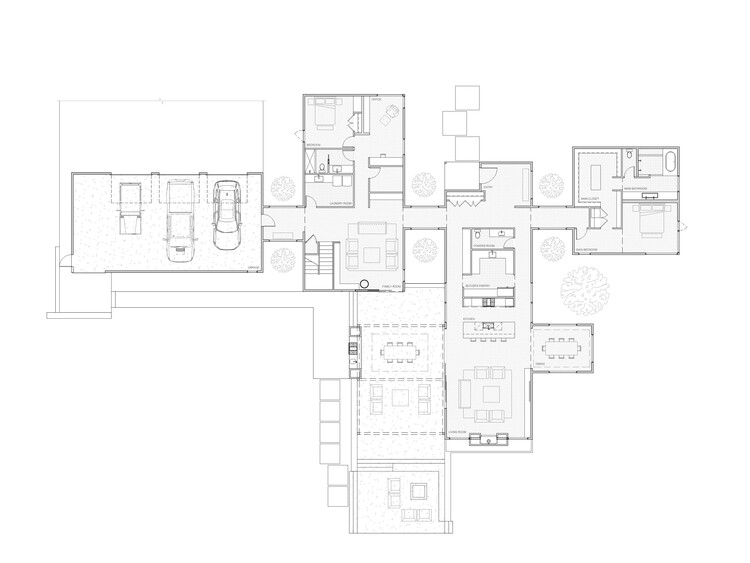 OFFICE
BEDROOM
LAUNDRY ROOM
ENTRY
MAIN CLOSET
MAIN BATHROOM
MAIN BEDROOM
POWDER ROOM
GARAGE
FAMILY ROOM
BUTLER'S PANTRY
KITCHEN
DINING
LIVING ROOM